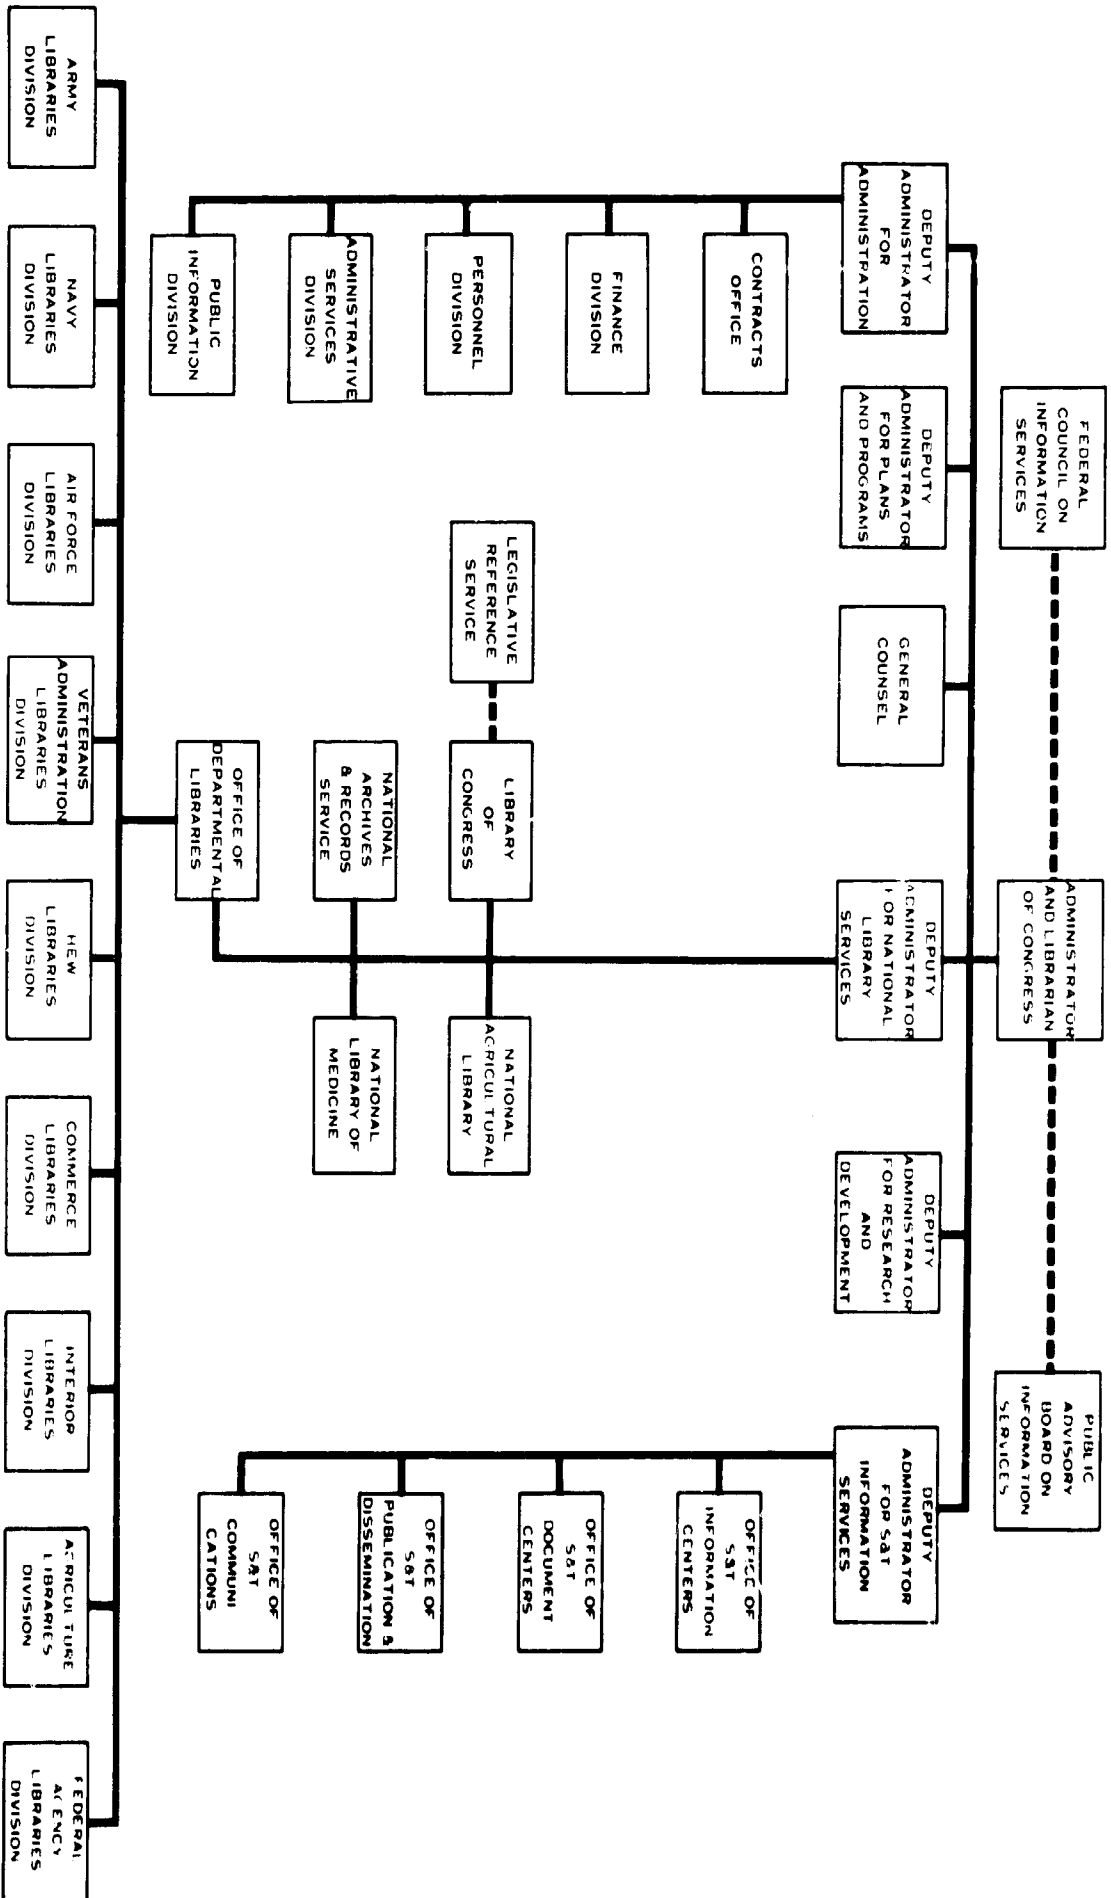 FEDERAL
COUNCIL ON
INFORMATION
SERVICES
ADMINISTRATOR
AND LIBRARIAN
OF CONGRESS
PUBLIC
ADVISORY
BOARD ON
INFORMATION
SERVICES
DEPUTY
ADMINISTRATOR
FOR
ADMINISTRATION
DEPUTY
ADMINISTRATOR
FOR PLANS
AND PROGRAMS
GENERAL
COUNSEL
DEPUTY
ADMINISTRATOR
FOR NATIONAL
LIBRARY
SERVICES
DEPUTY
ADMINISTRATOR
FOR RESEARCH
AND
DEVELOPMENT
DEPUTY
ADMINISTRATOR
FOR S&T
INFORMATION
SERVICES
CONTRACTS
OFFICE
FINANCE
DIVISION
PERSONNEL
DIVISION
ADMINISTRATIVE
SERVICES
DIVISION
PUBLIC
INFORMATION
DIVISION
LEGISLATIVE
REFERENCE
SERVICE
LIBRARY
OF
CONGRESS
NATIONAL
AGRICULTURAL
LIBRARY
NATIONAL
ARCHIVES
& RECORDS
SERVICE
NATIONAL
LIBRARY OF
MEDICINE
OFFICE OF
DEPARTMENTAL
LIBRARIES
OFFICE OF
S&T
INFORMATION
CENTERS
OFFICE OF
S&T
DOCUMENT
CENTERS
OFFICE OF
S&T
PUBLICATION &
DISSEMINATION
OFFICE OF
S&T
COMMUNI
CATIONS
ARMY
LIBRARIES
DIVISION
NAVY
LIBRARIES
DIVISION
AIR FORCE
LIBRARIES
DIVISION
VETERANS
ADMINISTRATION
LIBRARIES
DIVISION
HEW
LIBRARIES
DIVISION
COMMERCE
LIBRARIES
DIVISION
INTERIOR
LIBRARIES
DIVISION
AGRICULTURE
LIBRARIES
DIVISION
FEDERAL
AGENCY
LIBRARIES
DIVISION